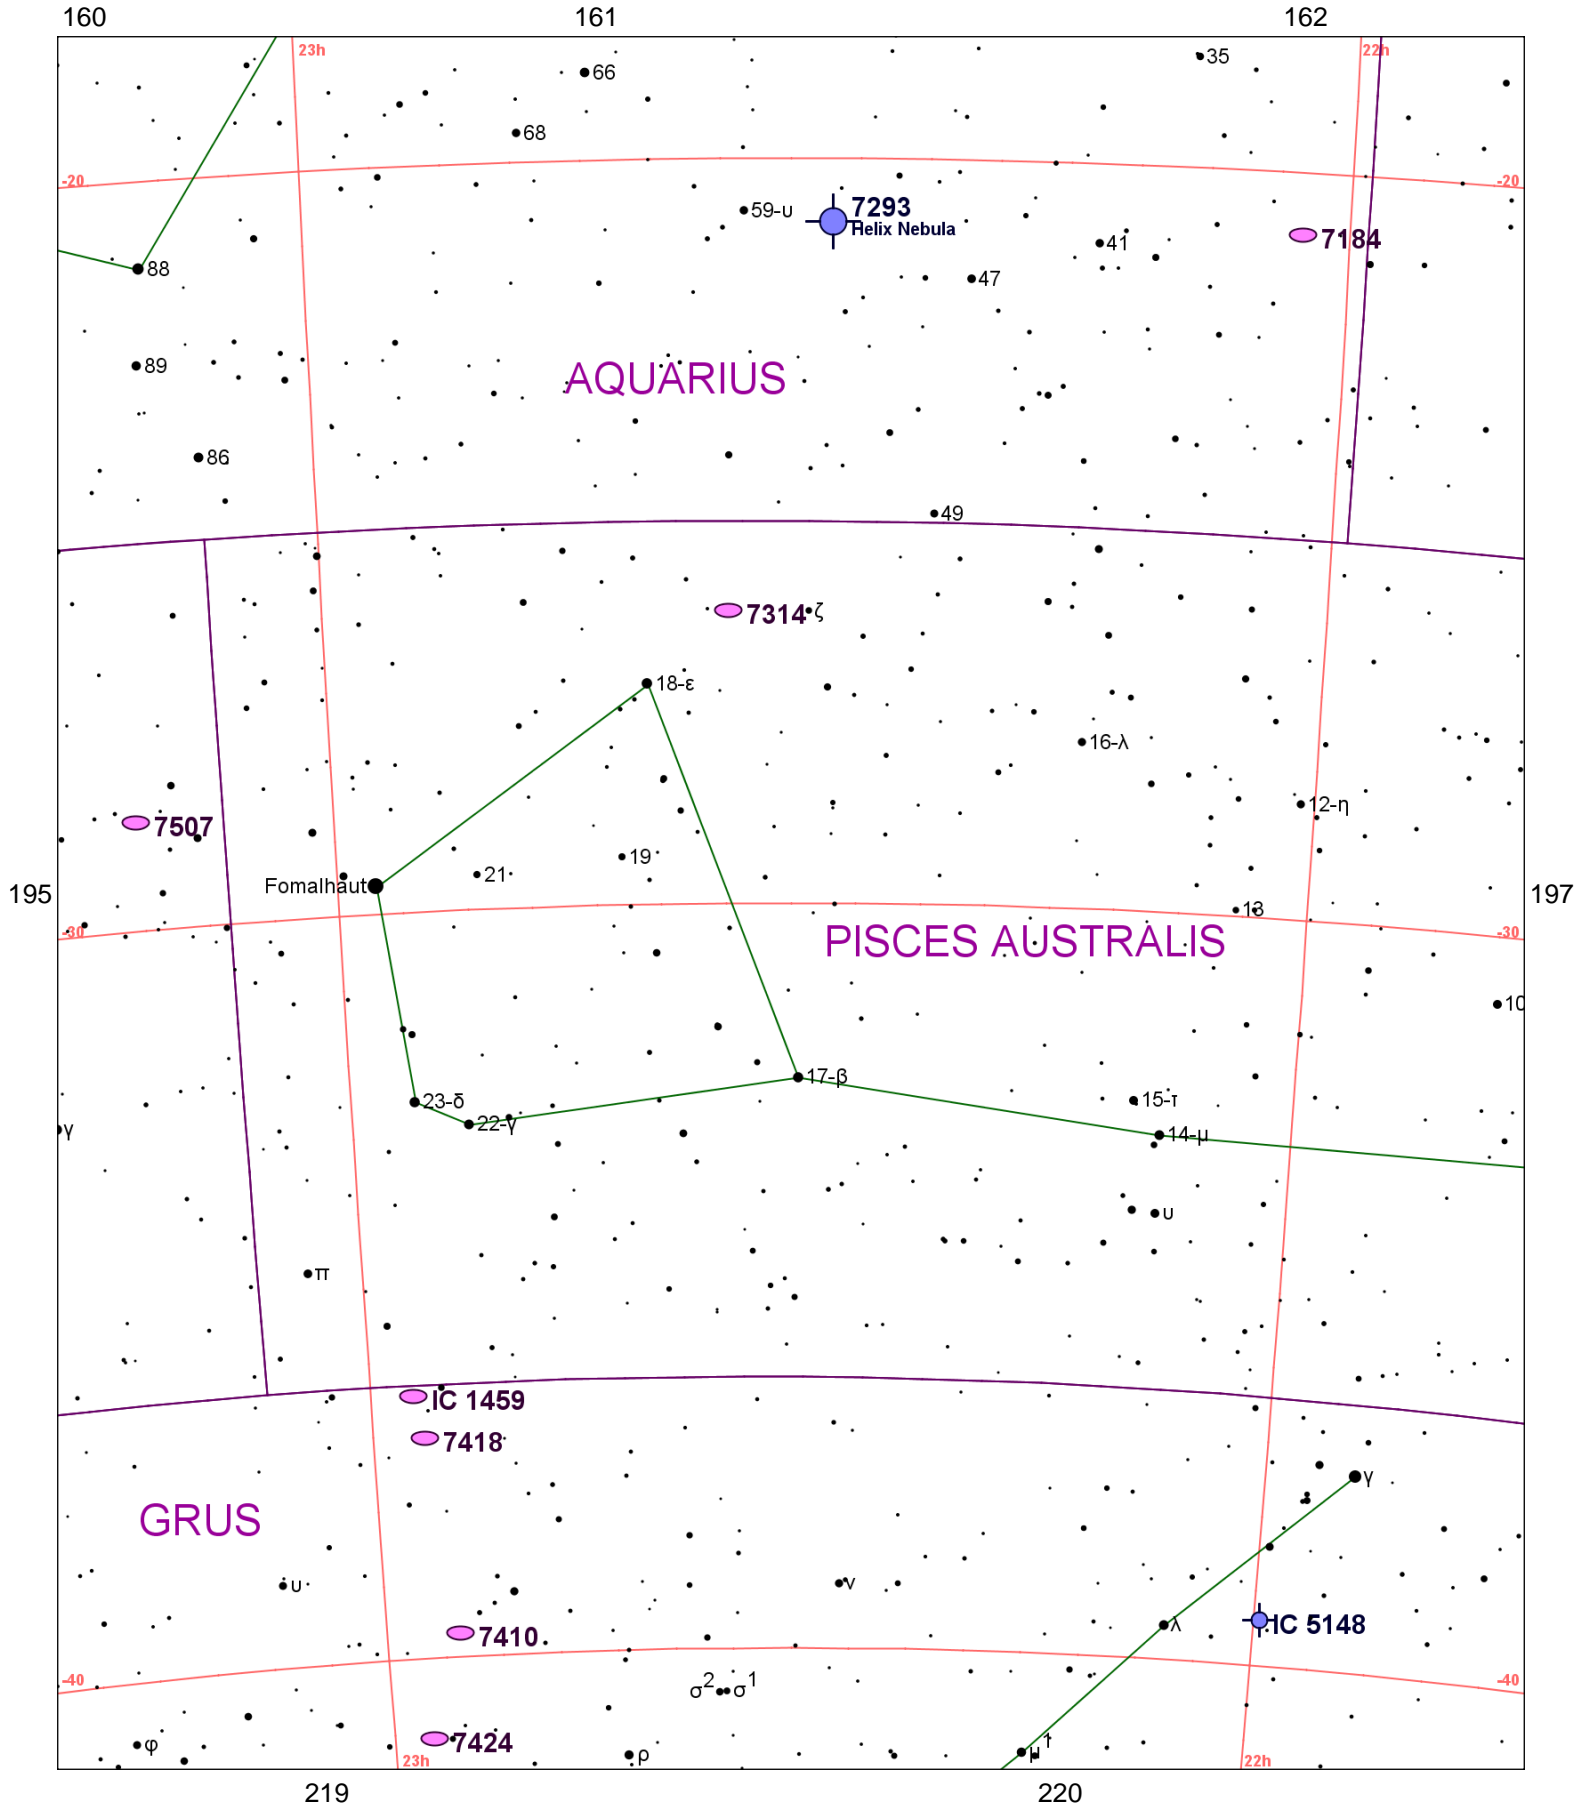 160 161 162
23h 22h
66 35
68
-20 -20
59-υ 7293
Helix Nebula
41 7184
88 47
89 AQUARIUS
86
49
7314 ζ
18-ε
16-λ
12-η
7507
19
21
Fomalhaut
195 197
13
-30 -30
PISCES AUSTRALIS
10
17-β
23-δ 15-τ
22-γ
γ 14-μ
υ
π
IC 1459
7418
γ
GRUS
υ ν
λ IC 5148
7410
-40 -40
σ2 σ1
φ 7424 ρ μ1
23h 22h
219 220